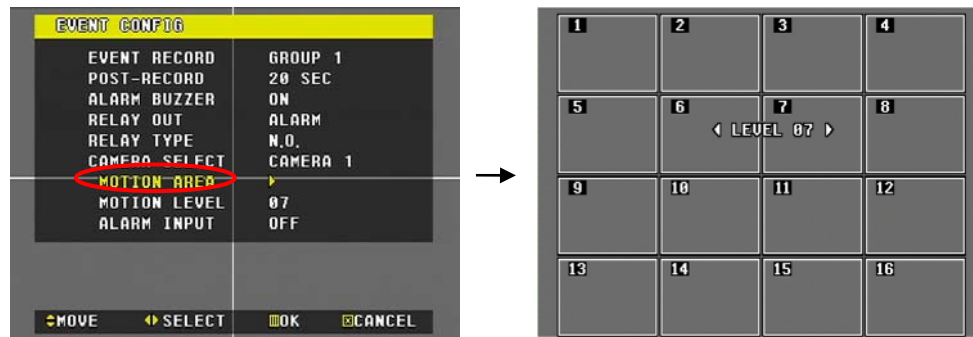 EVENT CONFIG
EVENT RECORD GROUP 1
POST-RECORD 20 SEC
ALARM BUZZER ON
RELAY OUT ALARM
RELAY TYPE N.O.
CAMERA SELECT CAMERA 1
MOTION AREA
MOTION LEVEL 07
ALARM INPUT OFF
MOVE SELECT OK CANCEL
1 2 3 4
5 6 7 8
LEVEL 07
9 10 11 12
13 14 15 16